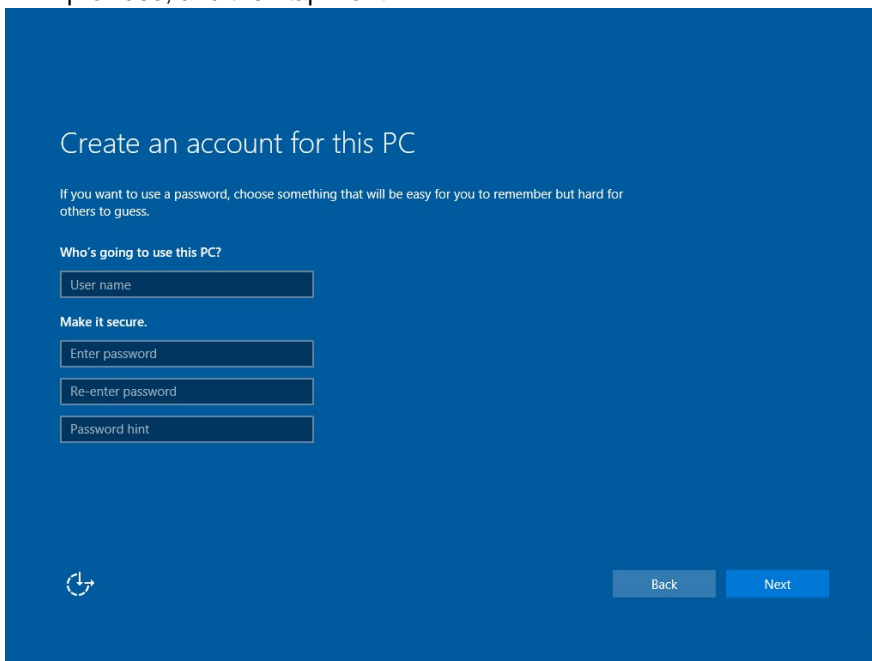 Create an account for this PC
If you want to use a password, choose something that will be easy for you to remember but hard for
others to guess.
Who's going to use this PC?
User name
Make it secure.
Enter password
Re-enter password
Password hint
Back Next